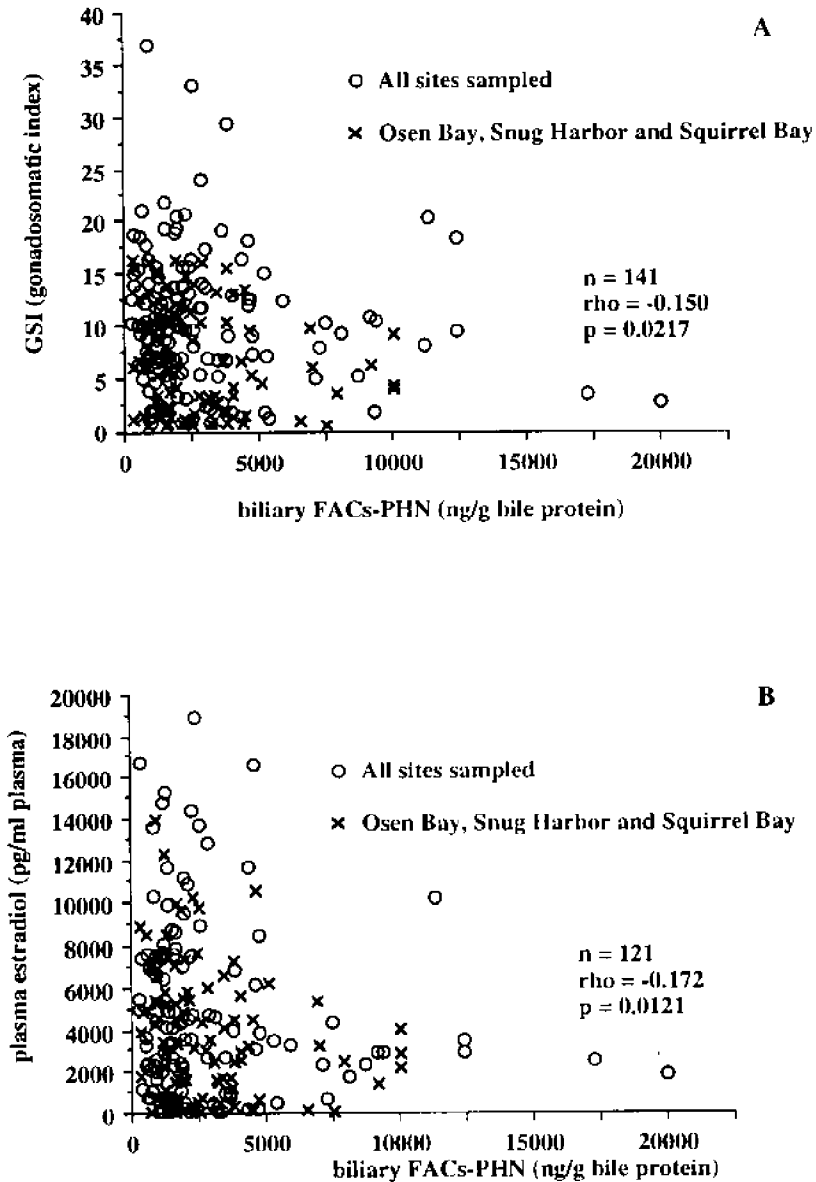 A
40
35
30
25
20
15
10
5
0
GSI (gonadosomatic index)
All sites sampled
Osen Bay, Snug Harbor and Squirrel Bay
n = 141
rho = -0.150
p = 0.0217
0 5000 10000 15000 20000
biliary FACs-PHN (ng/g bile protein)
B
20000
18000
16000
14000
12000
10000
8000
6000
4000
2000
0
plasma estradiol (pg/ml plasma)
All sites sampled
Osen Bay, Snug Harbor and Squirrel Bay
n = 121
rho = -0.172
p = 0.0121
0 5000 10000 15000 20000
biliary FACs-PHN (ng/g bile protein)